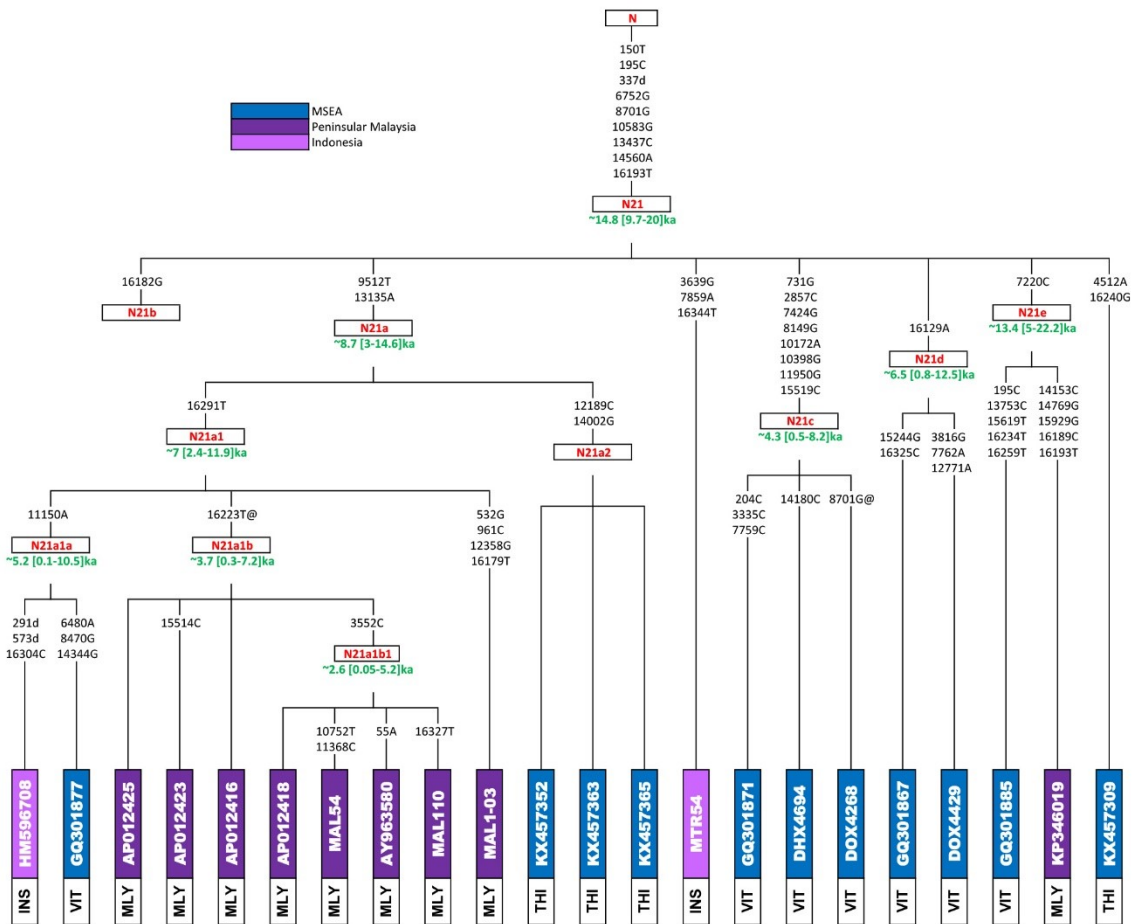 N
150T
195C
337d
6752G
8701G
10583G
13437C
14560A
16193T
MSEA
Peninsular Malaysia
Indonesia
N21
~14.8 [9.7-20]ka
16182G
N21b
9512T
13135A
N21a
~8.7 [3-14.6]ka
3639G
7859A
16344T
731G
2857C
7424G
8149G
10172A
10398G
11950G
15519C
N21c
~4.3 [0.5-8.2]ka
16129A
N21d
~6.5 [0.8-12.5]ka
7220C
N21e
~13.4 [5-22.2]ka
4512A
16240G
16291T
N21a1
~7 [2.4-11.9]ka
12189C
14002G
N21a2
15244G
16325C
3816G
7762A
12771A
195C
13753C
15619T
16234T
16259T
14153C
14769G
15929G
16189C
16193T
11150A
N21a1a
~5.2 [0.1-10.5]ka
16223T@
N21a1b
~3.7 [0.3-7.2]ka
532G
961C
12358G
16179T
204C
3335C
7759C
14180C
8701G@
291d
573d
16304C
6480A
8470G
14344G
15514C
3552C
N21a1b1
~2.6 [0.05-5.2]ka
10752T
11368C
55A
16327T
HM596708
GQ301877
AP012425
AP012423
AP012416
AP012418
MAL54
AY963580
MAL110
MAL1-03
KX457352
KX457363
KX457365
MTR54
GQ301871
DHX4694
DOX4268
GQ301867
DOX4429
GQ301885
KP346019
KX457309
INS
VIT
MLY
MLY
MLY
MLY
MLY
MLY
MLY
MLY
THI
THI
THI
INS
VIT
VIT
VIT
VIT
VIT
VIT
MLY
THI